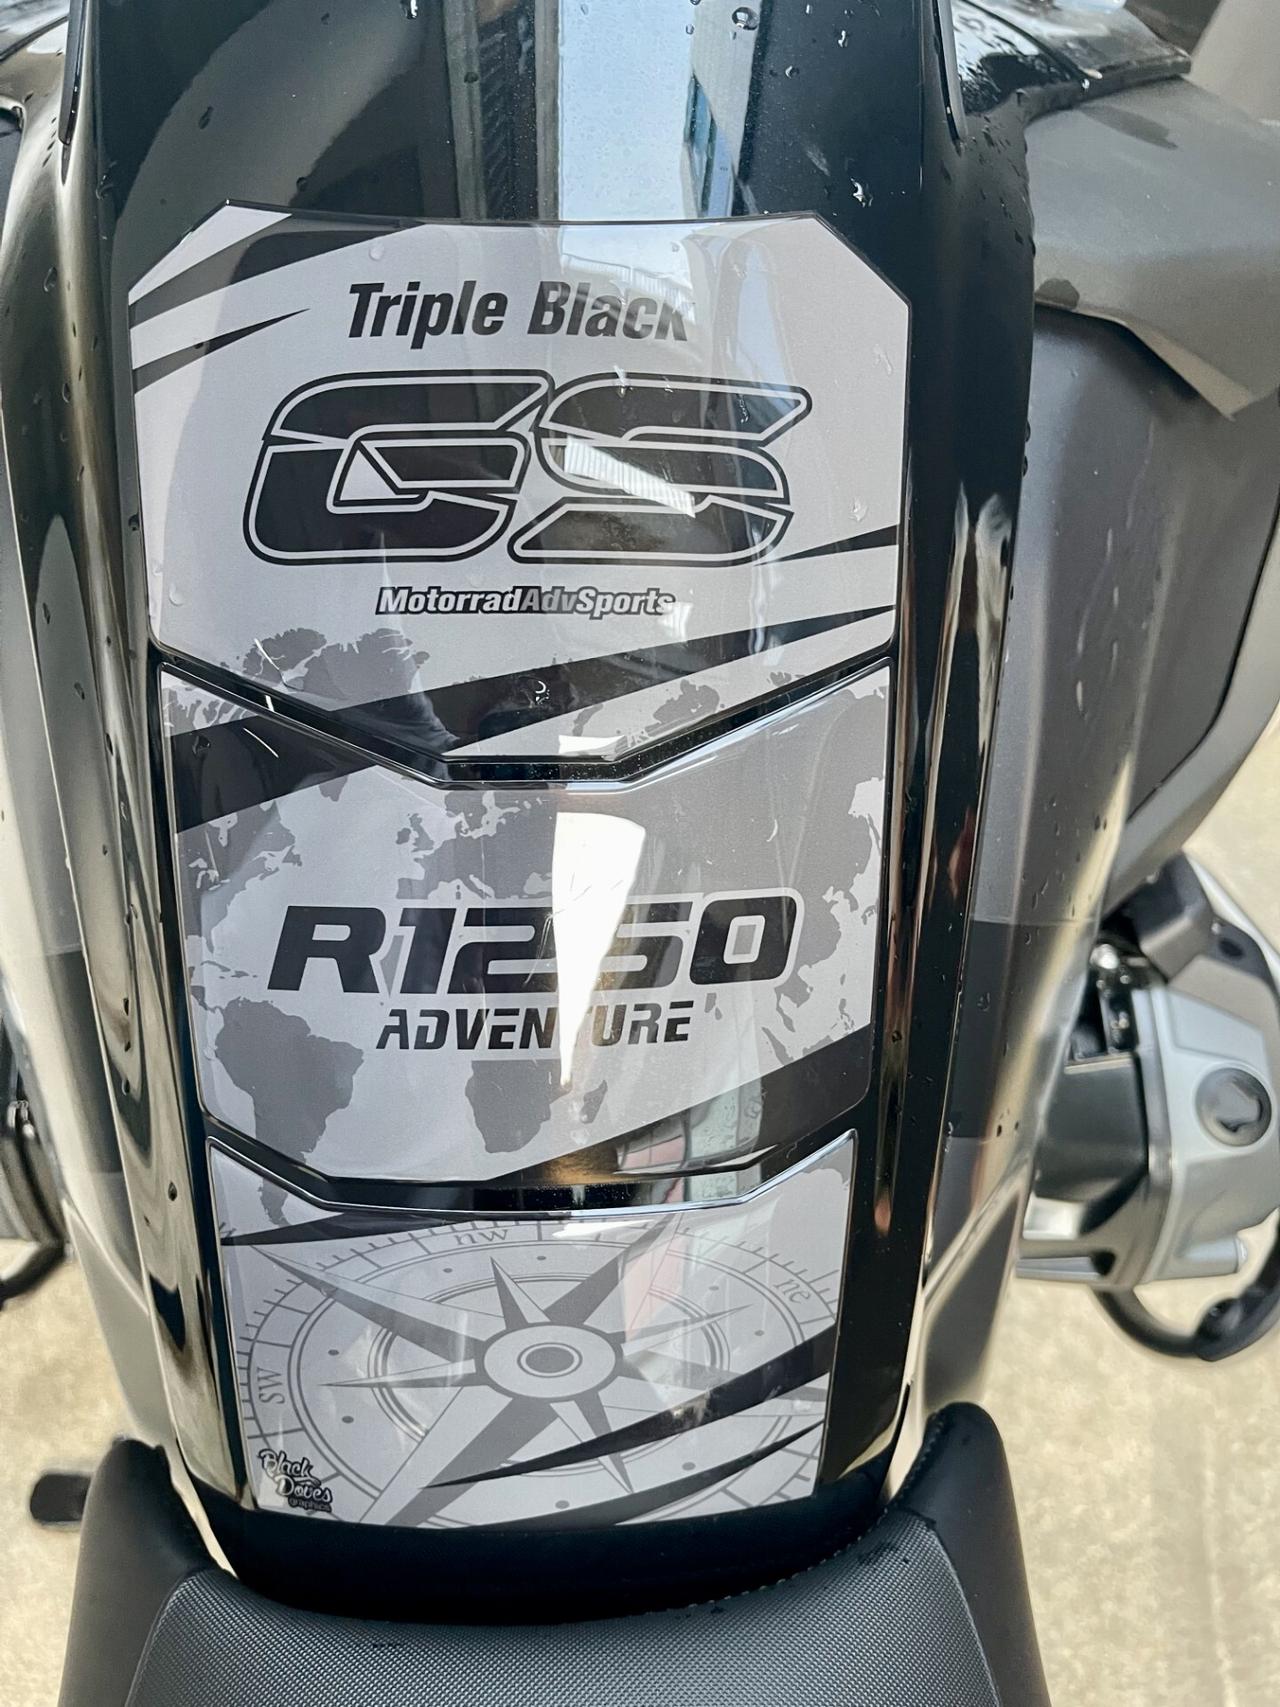 Triple Black
GS
MotorradAdvSports
R1250
ADVENTURE
nw
ne
sw
Black
Doves
graphics